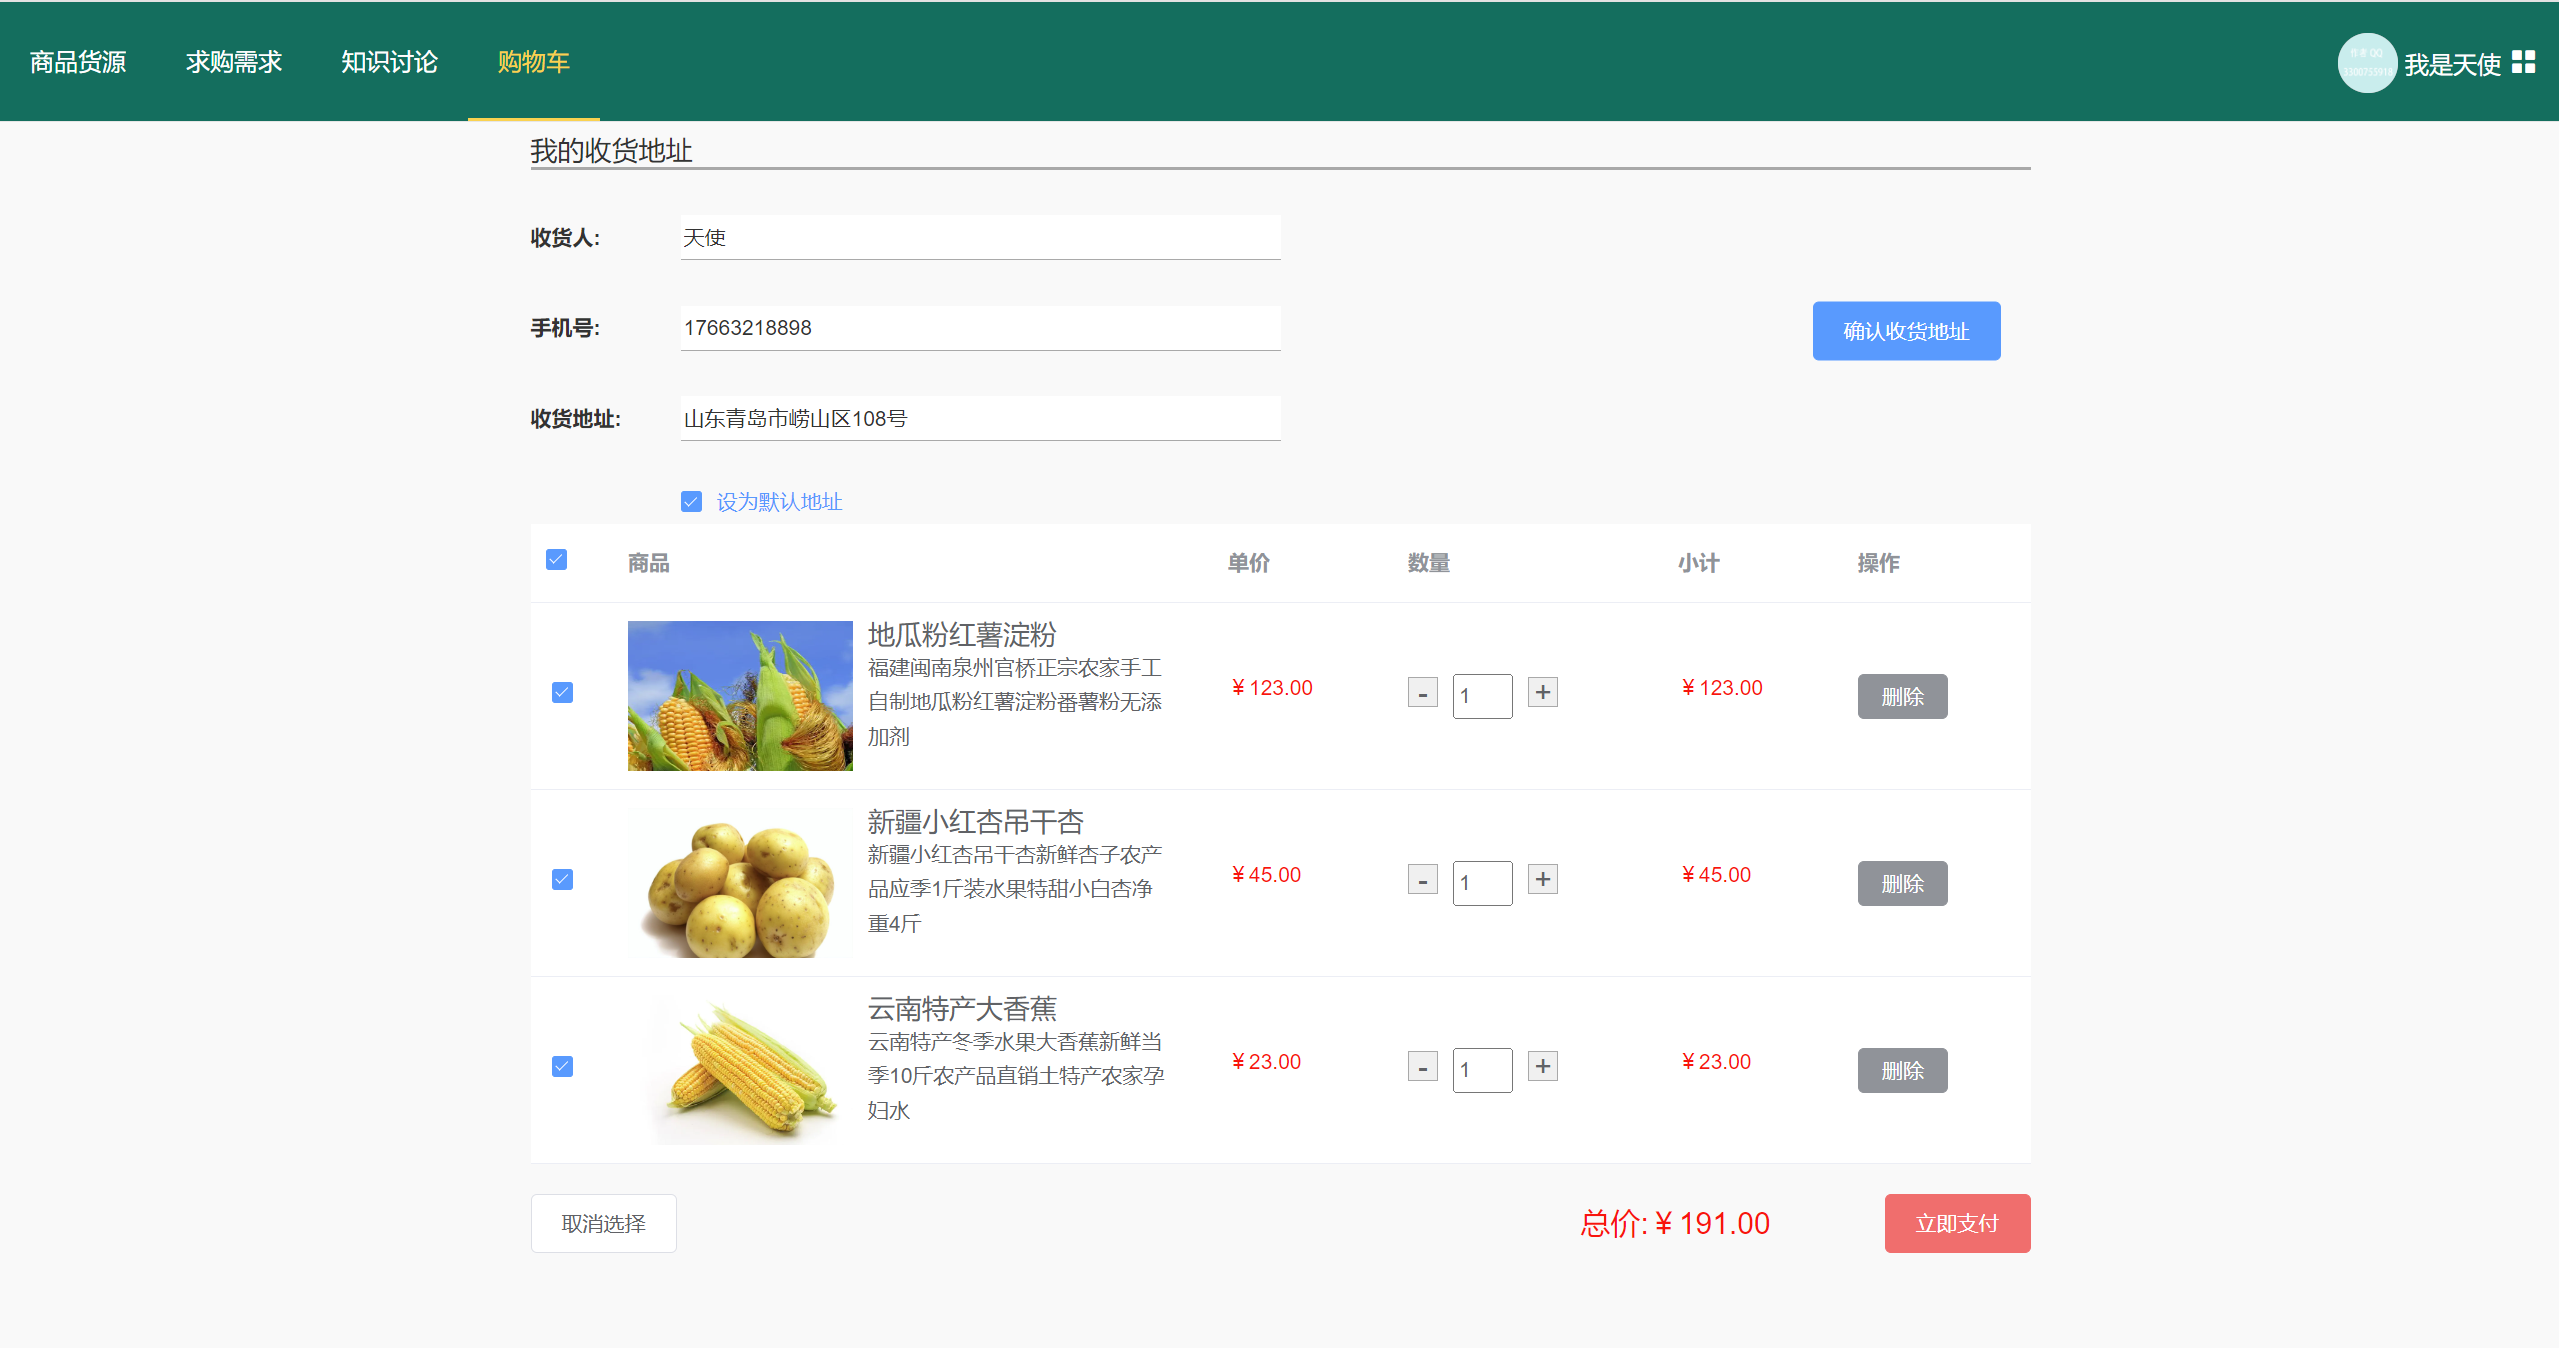 商品货源 求购需求 知识讨论 购物车 作者 QQ 我是天使
3300755918
我的收货地址
收货人: 天使
手机号: 17663218898 确认收货地址
收货地址: 山东青岛市崂山区108号
设为默认地址
商品 单价 数量 小计 操作
地瓜粉红薯淀粉
福建闽南泉州官桥正宗农家手工
自制地瓜粉红薯淀粉番薯粉无添
加剂
¥ 123.00 - 1 + ¥ 123.00 删除
新疆小红杏吊干杏
新疆小红杏吊干杏新鲜杏子农产
品应季1斤装水果特甜小白杏净
重4斤
¥ 45.00 - 1 + ¥ 45.00 删除
云南特产大香蕉
云南特产冬季水果大香蕉新鲜当
季10斤农产品直销土特产农家孕
妇水
¥ 23.00 - 1 + ¥ 23.00 删除
取消选择 总价: ¥ 191.00 立即支付